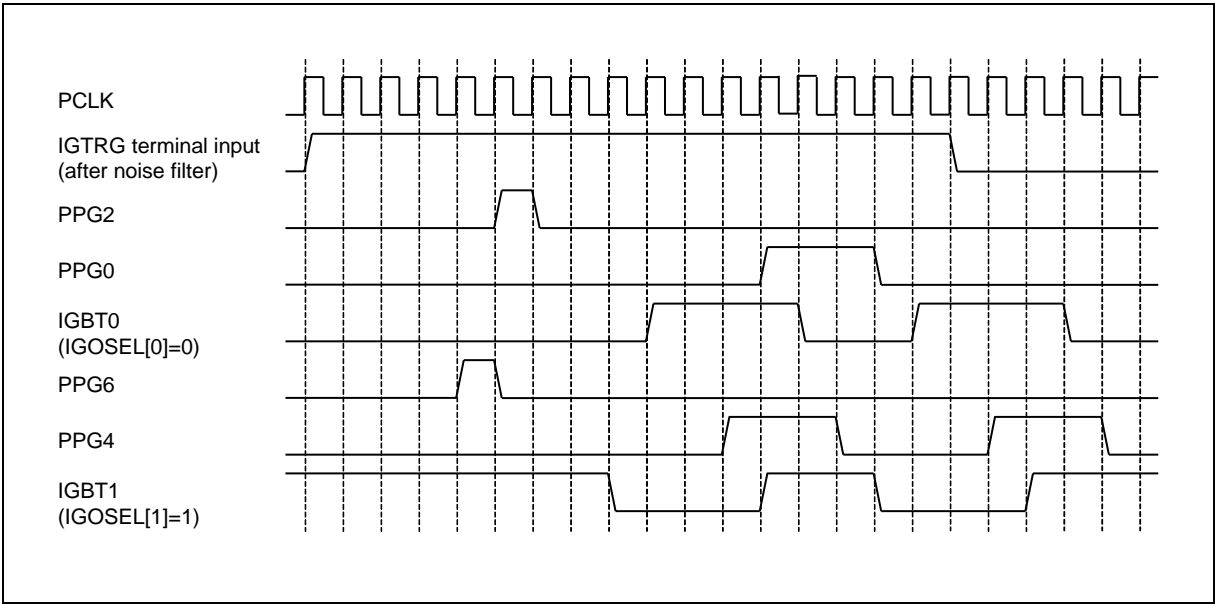 PCLK
IGTRG terminal input
(after noise filter)
PPG2
PPG0
IGBT0
(IGOSEL[0]=0)
PPG6
PPG4
IGBT1
(IGOSEL[1]=1)